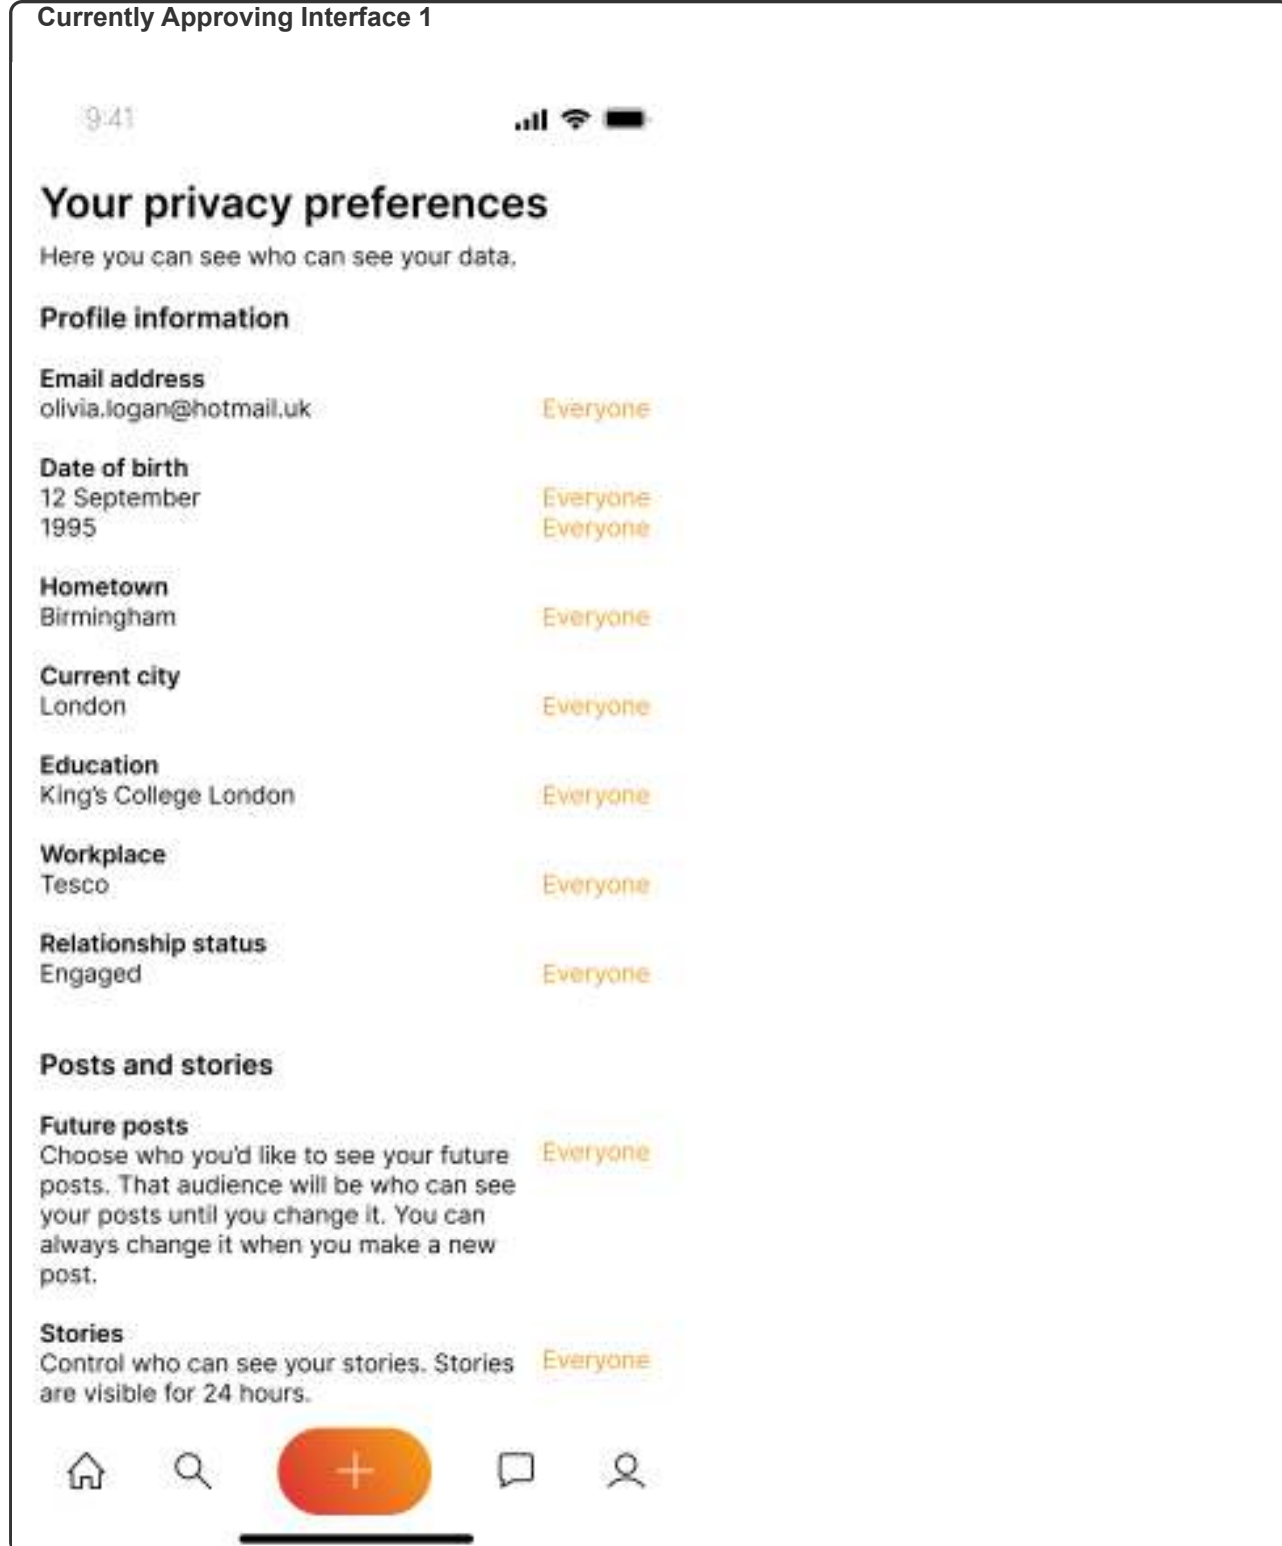 Currently Approving Interface 1
9:41
Your privacy preferences
Here you can see who can see your data.
Profile information
Email address
olivia.logan@hotmail.uk Everyone
Date of birth
12 September Everyone
1995 Everyone
Hometown
Birmingham Everyone
Current city
London Everyone
Education
King's College London Everyone
Workplace
Tesco Everyone
Relationship status
Engaged Everyone
Posts and stories
Future posts
Choose who you'd like to see your future Everyone
posts. That audience will be who can see
your posts until you change it. You can
always change it when you make a new
post.
Stories
Control who can see your stories. Stories Everyone
are visible for 24 hours.